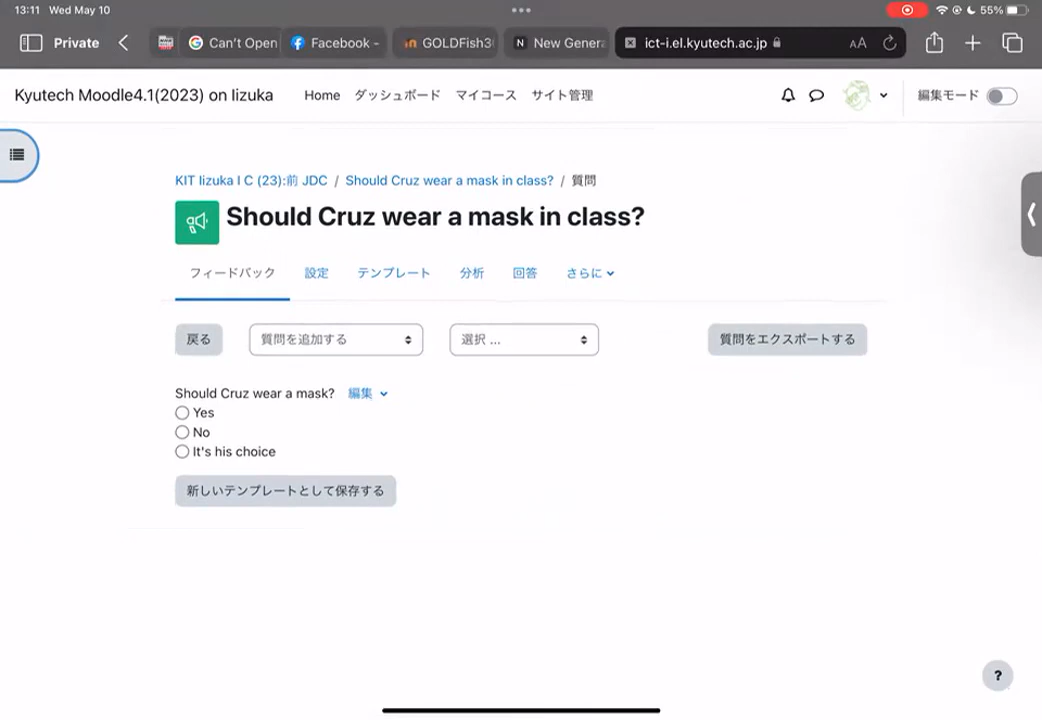 13:11 Wed May 10
55%
Private
Can't Open
Facebook -
GOLDFish3
New Genera
ict-i.el.kyutech.ac.jp
AA
Kyutech Moodle4.1(2023) on Iizuka
Home
ダッシュボード
マイコース
サイト管理
編集モード
KIT Iizuka I C (23):前 JDC / Should Cruz wear a mask in class? / 質問
Should Cruz wear a mask in class?
フィードバック
設定
テンプレート
分析
回答
さらに
戻る
質問を追加する
選択 ...
質問をエクスポートする
Should Cruz wear a mask? 編集
Yes
No
It's his choice
新しいテンプレートとして保存する
?